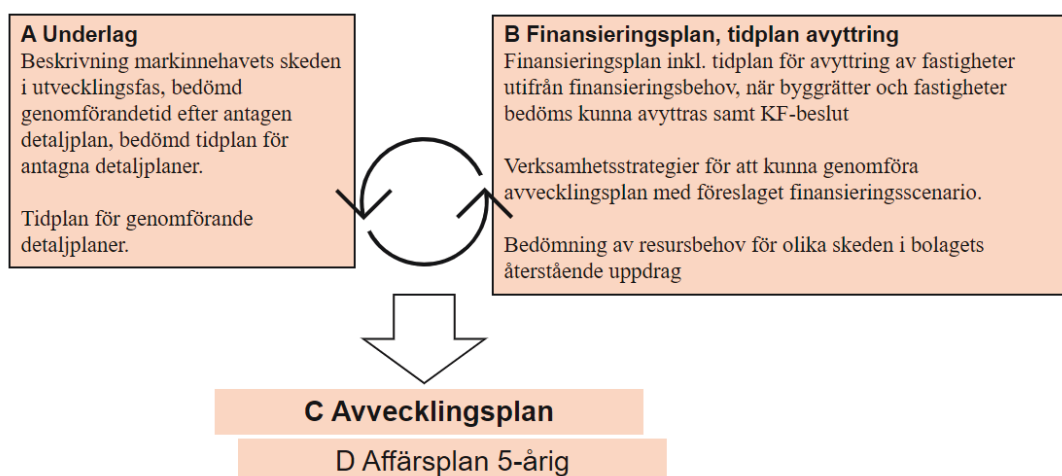 A Underlag
Beskrivning markinnehavets skeden
i utvecklingsfas, bedömd
genomförandetid efter antagen
detaljplan, bedömd tidplan för
antagna detaljplaner.
Tidplan för genomförande
detaljplaner.
B Finansieringsplan, tidplan avyttring
Finansieringsplan inkl. tidplan för avyttring av fastigheter
utifrån finansieringsbehov, när byggrätter och fastigheter
bedöms kunna avyttras samt KF-beslut
Verksamhetsstrategier för att kunna genomföra
avvecklingsplan med föreslaget finansieringsscenario.
Bedömning av resursbehov för olika skeden i bolagets
återstående uppdrag
C Avvecklingsplan
D Affärsplan 5-årig